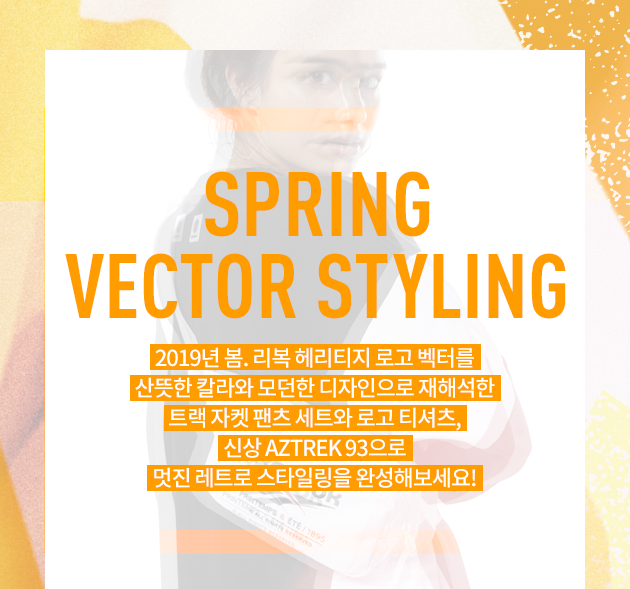 SPRING
VECTOR STYLING
2019년 봄. 리복 헤리티지 로고 벡터를
산뜻한 칼라와 모던한 디자인으로 재해석한
트랙 자켓 팬츠 세트와 로고 티셔츠,
신상 AZTREK 93으로
멋진 레트로 스타일링을 완성해보세요!